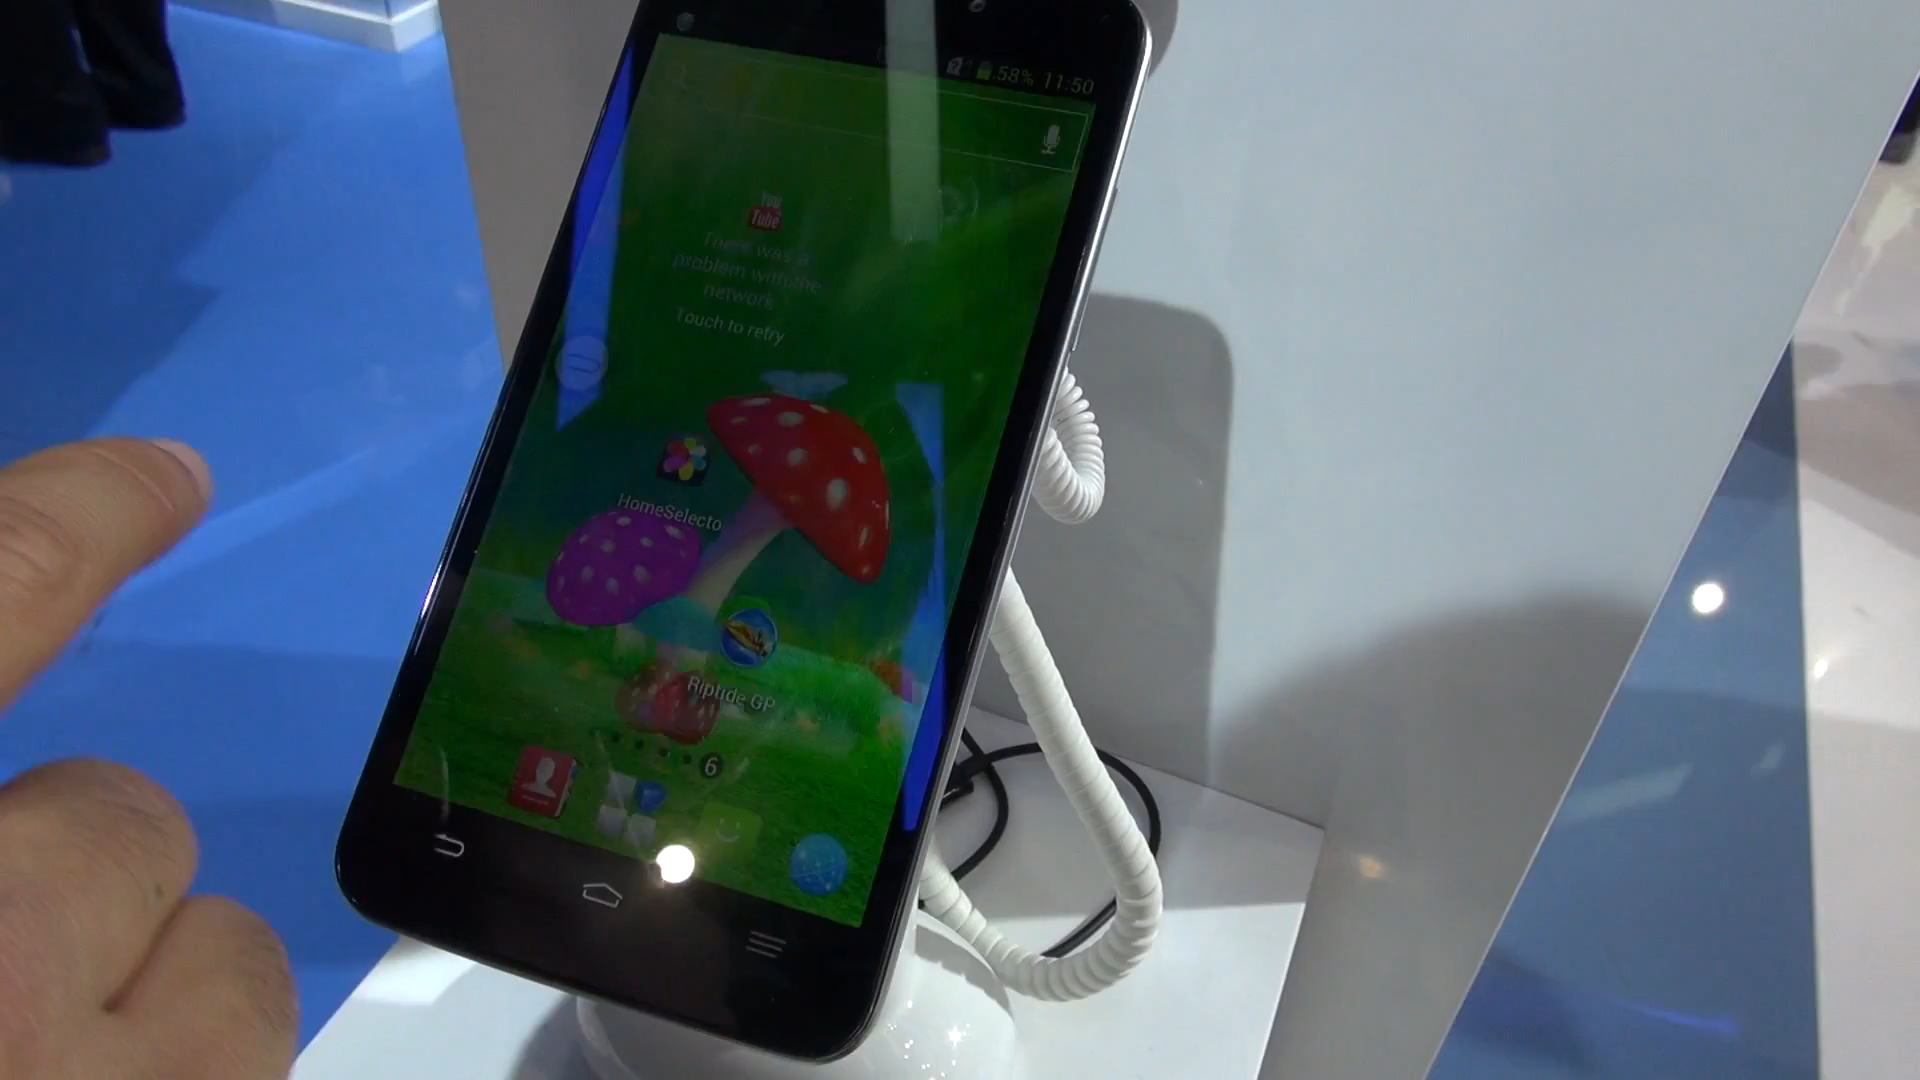 58% 11:50
You
Tube
There was a
problem with the
network
Touch to retry
HomeSelecto
Riptide GP
6